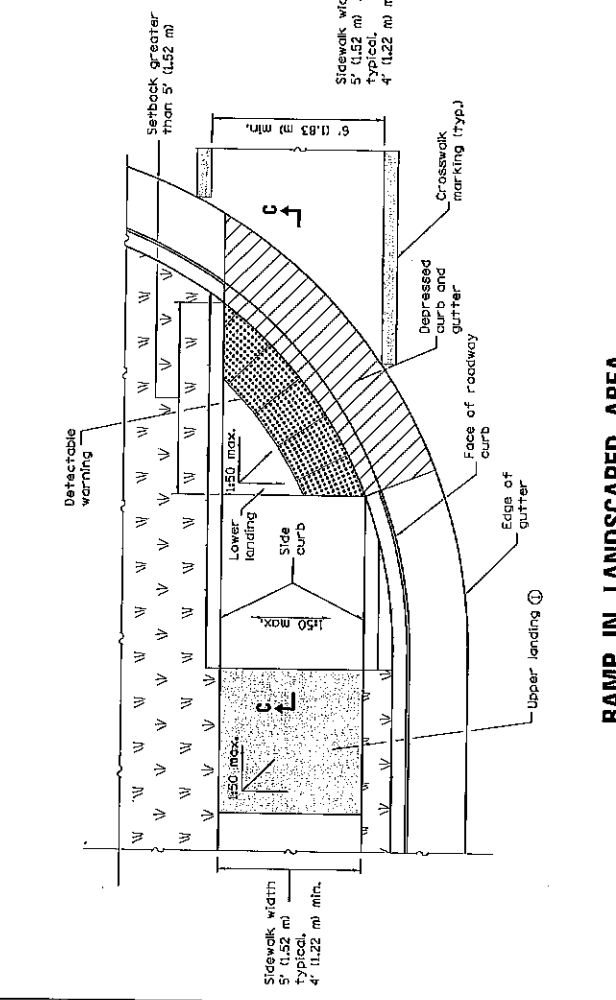 Setback greater
than 5' (1.52 m)
Sidewalk
5' (1.52 m)
typical.
4' (1.22 m)
6' (1.83 m) min.
Crosswalk
marking (typ.)
C
Depressed
curb and
gutter
Face of roadway
curb
Edge of
gutter
Detectable
warning
1:50 max.
Lower
landing
Side
curb
1:50 max.
Upper landing ①
C
1:50 max.
Sidewalk width
5' (1.52 m)
typical.
4' (1.22 m) min.
RAMP IN LANDSCAPED AREA